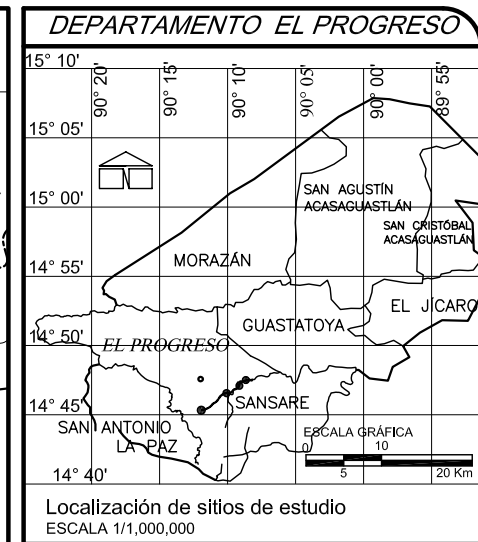 DEPARTAMENTO EL PROGRESO
15° 10'
90° 20'
90° 15'
90° 10'
90° 05'
90° 00'
89° 55'
15° 05'
15° 00'
SAN AGUSTÍN
ACASAGUASTLÁN
SAN CRISTÓBAL
ACASAGUASTLÁN
MORAZÁN
14° 55'
EL JÍCARO
GUASTATOYA
14° 50'
EL PROGRESO
SANSARE
14° 45'
SAN ANTONIO
LA PAZ
ESCALA GRÁFICA
0 10
5 20 Km
14° 40'
Localización de sitios de estudio
ESCALA 1/1,000,000